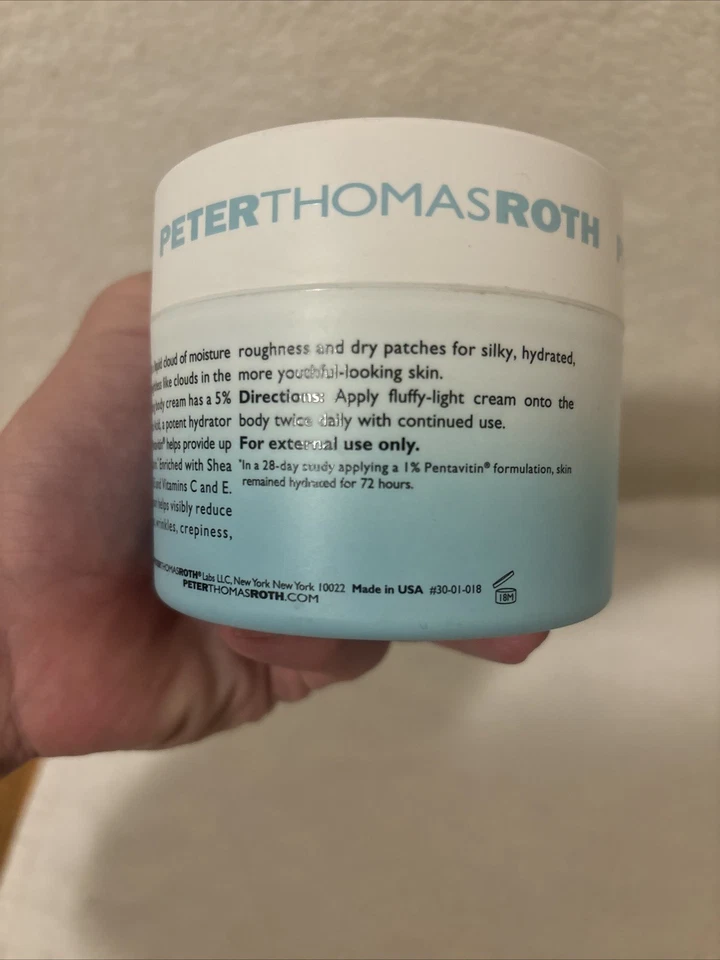 PETERTHOMASROTH
cloud of moisture
like clouds in the
body cream has a 5%
a potent hydrator
helps provide up
Enriched with Shea
and Vitamins C and E.
helps visibly reduce
wrinkles, crepiness,
roughness and dry patches for silky, hydrated,
more youthful-looking skin.
Directions: Apply fluffy-light cream onto the
body twice daily with continued use.
For external use only.
*In a 28-day study applying a 1% Pentavitin® formulation, skin
remained hydrated for 72 hours.
THOMASROTH® Labs LLC, New York New York 10022 Made in USA #30-01-018
PETERTHOMASROTH.COM
18M